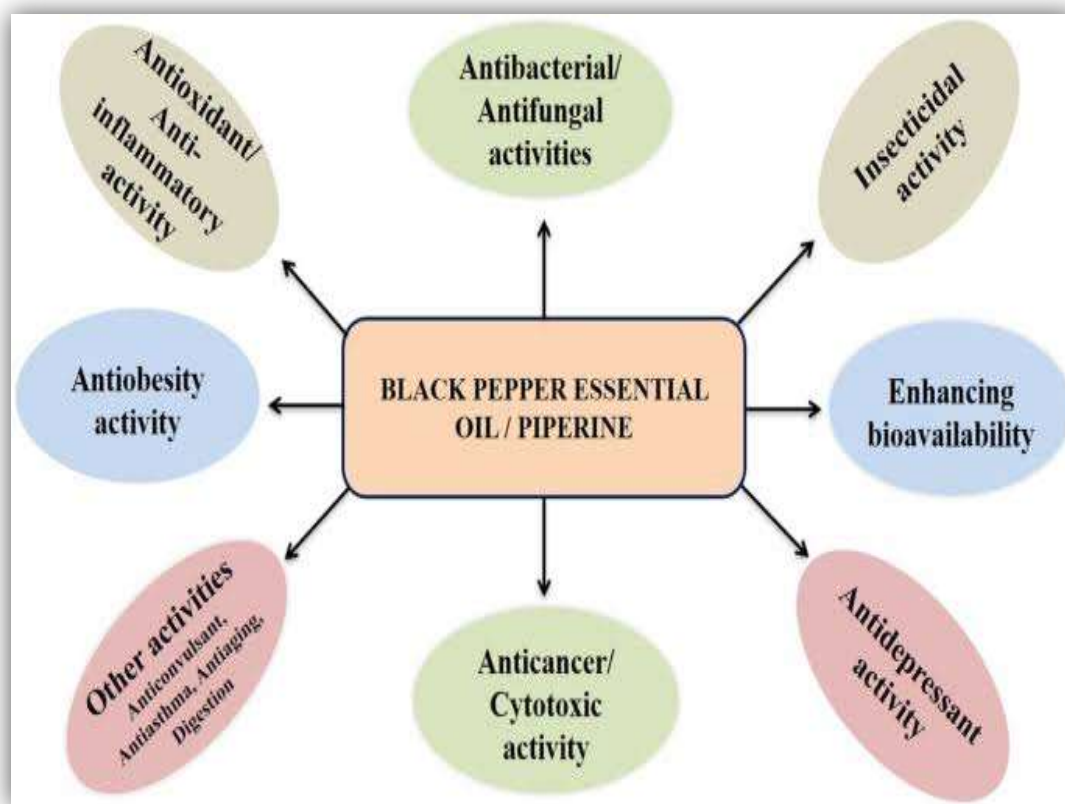 Antioxidant/
Anti-
inflammatory
activity
Antibacterial/
Antifungal
activities
Insecticidal
activity
Antiobesity
activity
BLACK PEPPER ESSENTIAL
OIL / PIPERINE
Enhancing
bioavailability
Other activities
Anticonvulsant,
Antiasthma, Antiaging,
Digestion
Anticancer/
Cytotoxic
activity
Antidepressant
activity